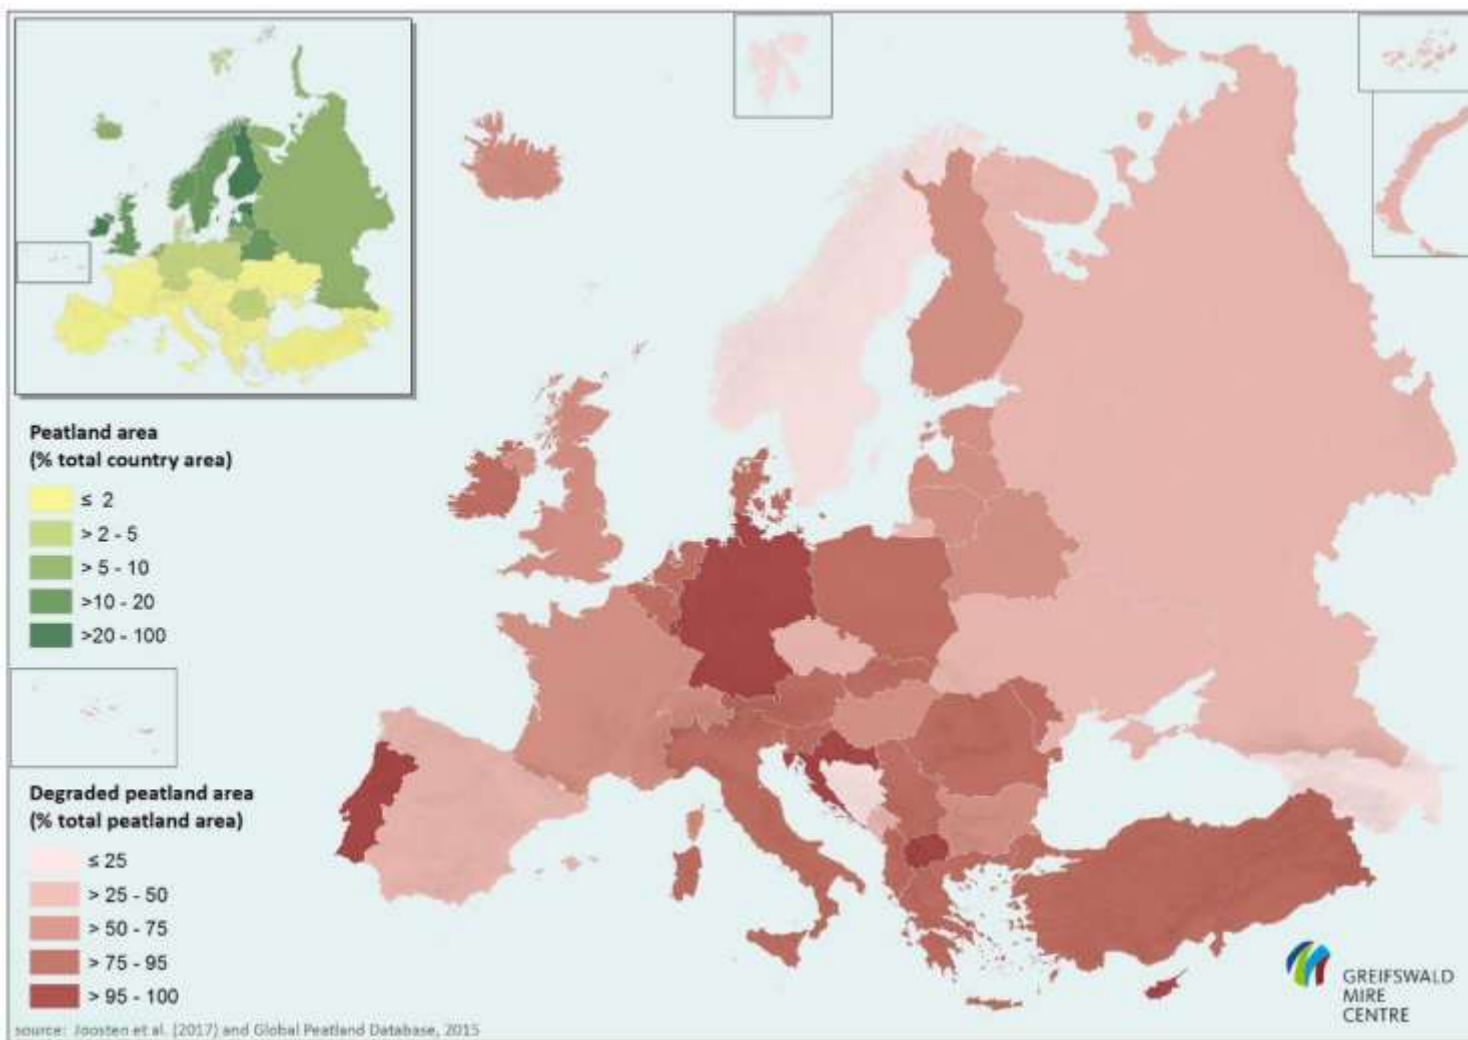 Peatland area
(% total country area)
≤ 2
> 2 - 5
> 5 - 10
>10 - 20
>20 - 100
Degraded peatland area
(% total peatland area)
≤ 25
> 25 - 50
> 50 - 75
> 75 - 95
> 95 - 100
GREIFSWALD
MIRE
CENTRE
source: Joosten et al. (2017) and Global Peatland Database, 2015